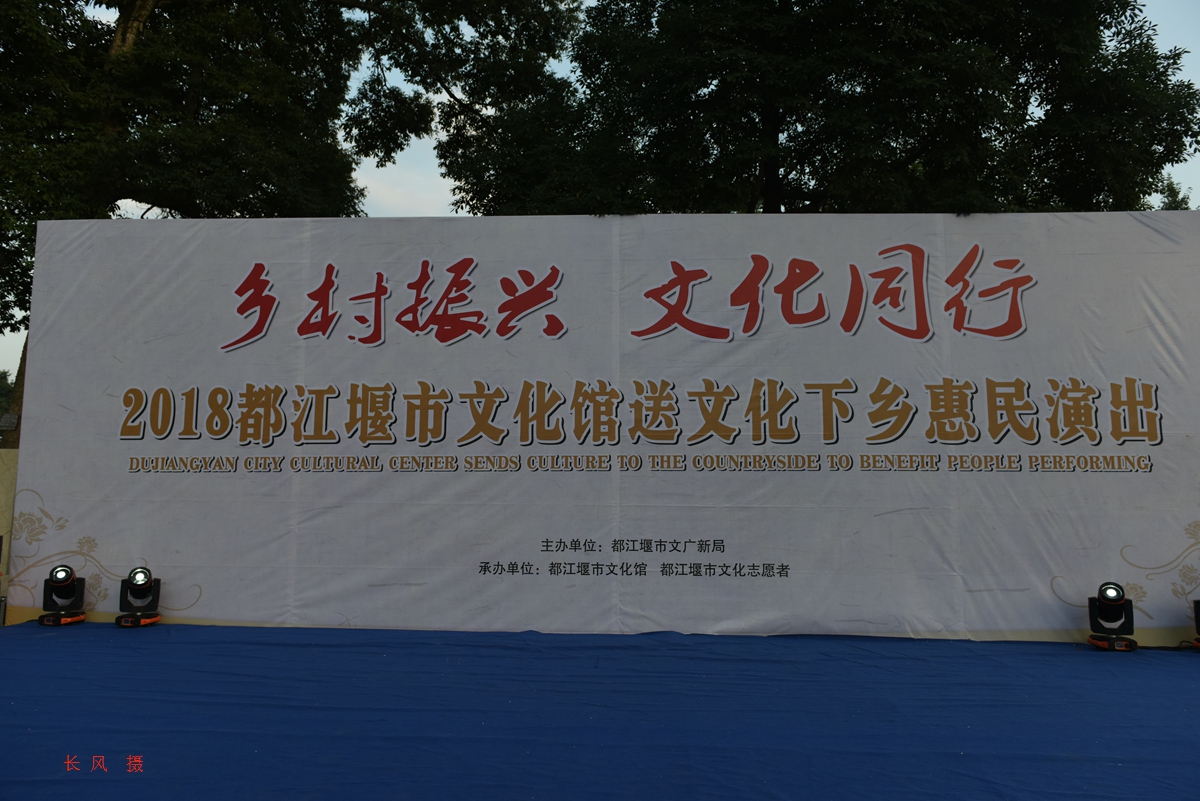 乡村振兴 文化同行
2018都江堰市文化馆送文化下乡惠民演出
DUJIANGYAN CITY CULTURAL CENTER SENDS CULTURE TO THE COUNTRYSIDE TO BENEFIT PEOPLE PERFORMING
主办单位：都江堰市文广新局
承办单位：都江堰市文化馆 都江堰市文化志愿者
长风 摄